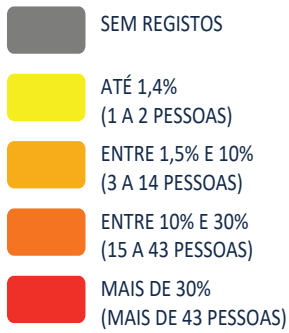 SEM REGISTOS
ATÉ 1,4%
(1 A 2 PESSOAS)
ENTRE 1,5% E 10%
(3 A 14 PESSOAS)
ENTRE 10% E 30%
(15 A 43 PESSOAS)
MAIS DE 30%
(MAIS DE 43 PESSOAS)